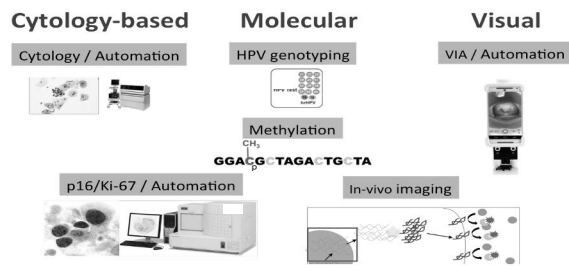 Cytology-based
Molecular
Visual
Cytology / Automation
HPV genotyping
VIA / Automation
hrHPV
Methylation
CH3
GGACGCTAGACTGCTA
p
p16/Ki-67 / Automation
In-vivo imaging